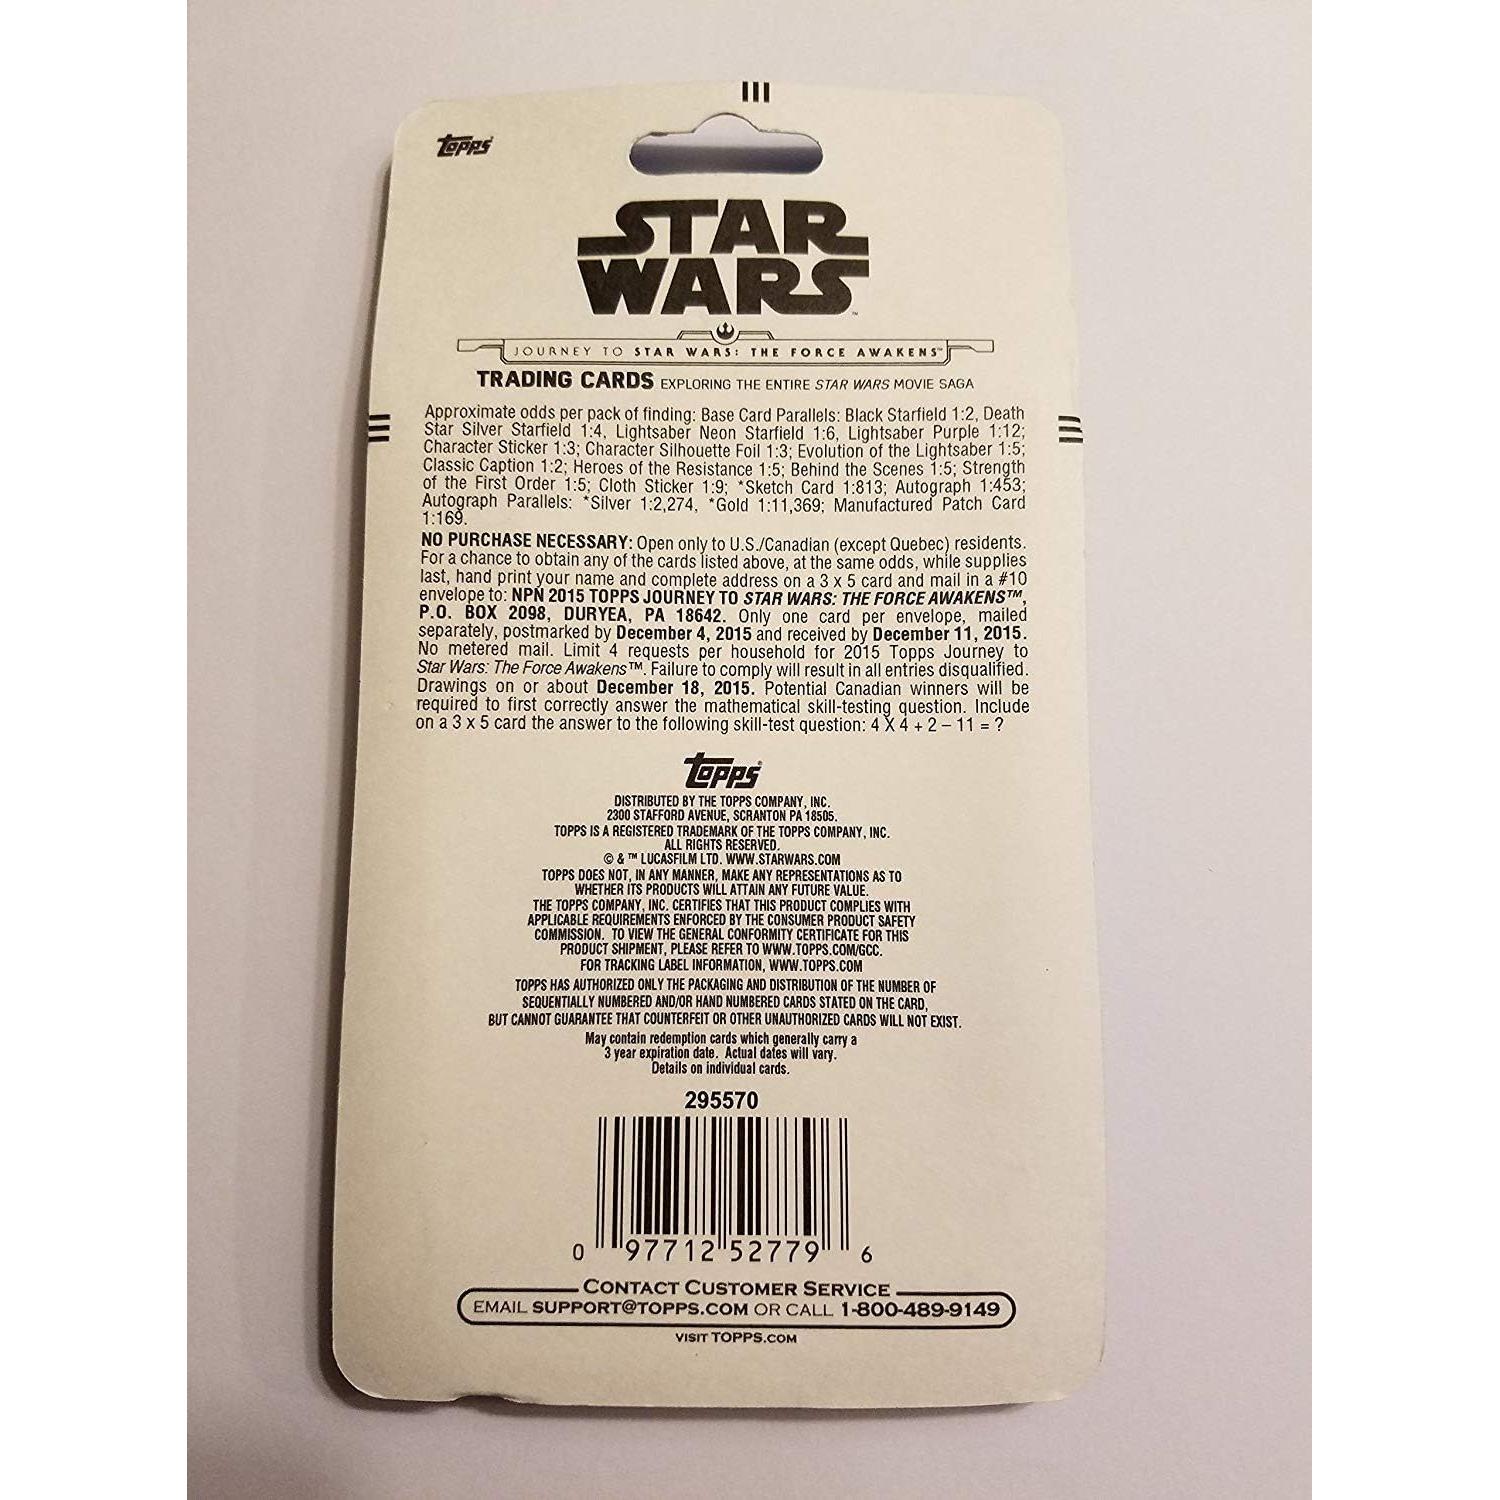 Topps
STAR
WARS™
JOURNEY TO STAR WARS: THE FORCE AWAKENS™
TRADING CARDS EXPLORING THE ENTIRE STAR WARS MOVIE SAGA
Approximate odds per pack of finding: Base Card Parallels: Black Starfield 1:2, Death
Star Silver Starfield 1:4, Lightsaber Neon Starfield 1:6, Lightsaber Purple 1:12;
Character Sticker 1:3; Character Silhouette Foil 1:3; Evolution of the Lightsaber 1:5;
Classic Caption 1:2; Heroes of the Resistance 1:5; Behind the Scenes 1:5; Strength
of the First Order 1:5; Cloth Sticker 1:9; *Sketch Card 1:813; Autograph 1:453;
Autograph Parallels: *Silver 1:2,274, *Gold 1:11,369; Manufactured Patch Card
1:169.
NO PURCHASE NECESSARY: Open only to U.S./Canadian (except Quebec) residents.
For a chance to obtain any of the cards listed above, at the same odds, while supplies
last, hand print your name and complete address on a 3 x 5 card and mail in a #10
envelope to: NPN 2015 TOPPS JOURNEY TO STAR WARS: THE FORCE AWAKENS™,
P.O. BOX 2098, DURYEA, PA 18642. Only one card per envelope, mailed
separately, postmarked by December 4, 2015 and received by December 11, 2015.
No metered mail. Limit 4 requests per household for 2015 Topps Journey to
Star Wars: The Force Awakens™. Failure to comply will result in all entries disqualified.
Drawings on or about December 18, 2015. Potential Canadian winners will be
required to first correctly answer the mathematical skill-testing question. Include
on a 3 x 5 card the answer to the following skill-test question: 4 X 4 + 2 – 11 = ?
Topps®
DISTRIBUTED BY THE TOPPS COMPANY, INC.
2300 STAFFORD AVENUE, SCRANTON PA 18505.
TOPPS IS A REGISTERED TRADEMARK OF THE TOPPS COMPANY, INC.
ALL RIGHTS RESERVED.
© & ™ LUCASFILM LTD. WWW.STARWARS.COM
TOPPS DOES NOT, IN ANY MANNER, MAKE ANY REPRESENTATIONS AS TO
WHETHER ITS PRODUCTS WILL ATTAIN ANY FUTURE VALUE.
THE TOPPS COMPANY, INC. CERTIFIES THAT THIS PRODUCT COMPLIES WITH
APPLICABLE REQUIREMENTS ENFORCED BY THE CONSUMER PRODUCT SAFETY
COMMISSION. TO VIEW THE GENERAL CONFORMITY CERTIFICATE FOR THIS
PRODUCT SHIPMENT, PLEASE REFER TO WWW.TOPPS.COM/GCC.
FOR TRACKING LABEL INFORMATION, WWW.TOPPS.COM
TOPPS HAS AUTHORIZED ONLY THE PACKAGING AND DISTRIBUTION OF THE NUMBER OF
SEQUENTIALLY NUMBERED AND/OR HAND NUMBERED CARDS STATED ON THE CARD,
BUT CANNOT GUARANTEE THAT COUNTERFEIT OR OTHER UNAUTHORIZED CARDS WILL NOT EXIST.
May contain redemption cards which generally carry a
3 year expiration date. Actual dates will vary.
Details on individual cards.
295570
0 97712 52779 6
CONTACT CUSTOMER SERVICE
EMAIL SUPPORT@TOPPS.COM OR CALL 1-800-489-9149
VISIT TOPPS.COM